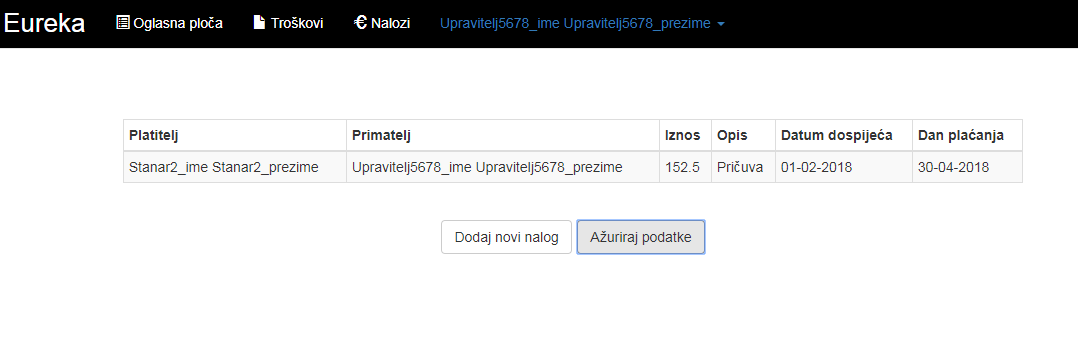 Eureka Oglasna ploča Troškovi Nalozi Upravitelj5678_ime Upravitelj5678_prezime
Platitelj Primatelj Iznos Opis Datum dospijeća Dan plaćanja
Stanar2_ime Stanar2_prezime Upravitelj5678_ime Upravitelj5678_prezime 152.5 Pričuva 01-02-2018 30-04-2018
Dodaj novi nalog Ažuriraj podatke